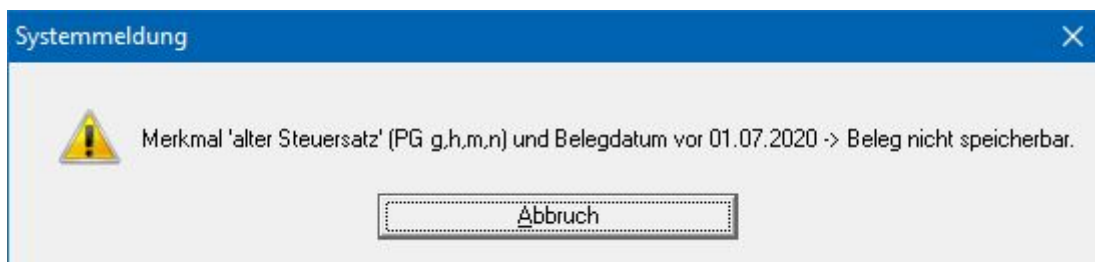 Systemmeldung
Merkmal 'alter Steuersatz' (PG g,h,m,n) und Belegdatum vor 01.07.2020 -> Beleg nicht speicherbar.
Abbruch